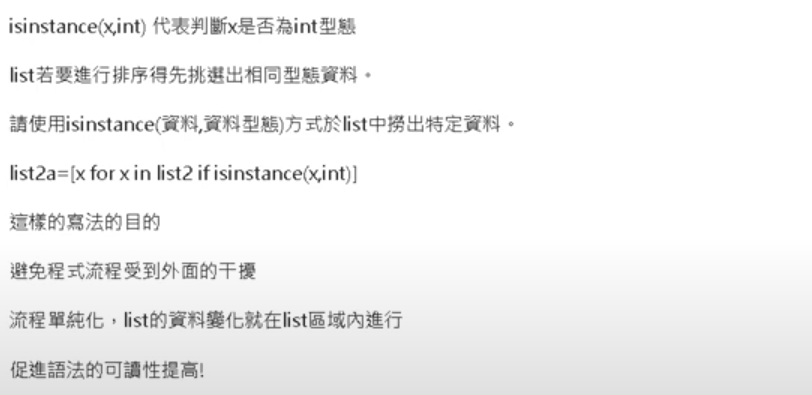 isinstance(x,int) 代表判斷x是否為int型態
list若要進行排序得先挑選出相同型態資料。
請使用isinstance(資料,資料型態)方式於list中撈出特定資料。
list2a=[x for x in list2 if isinstance(x,int)]
這樣的寫法的目的
避免程式流程受到外面的干擾
流程單純化，list的資料變化就在list區域內進行
促進語法的可讀性提高!